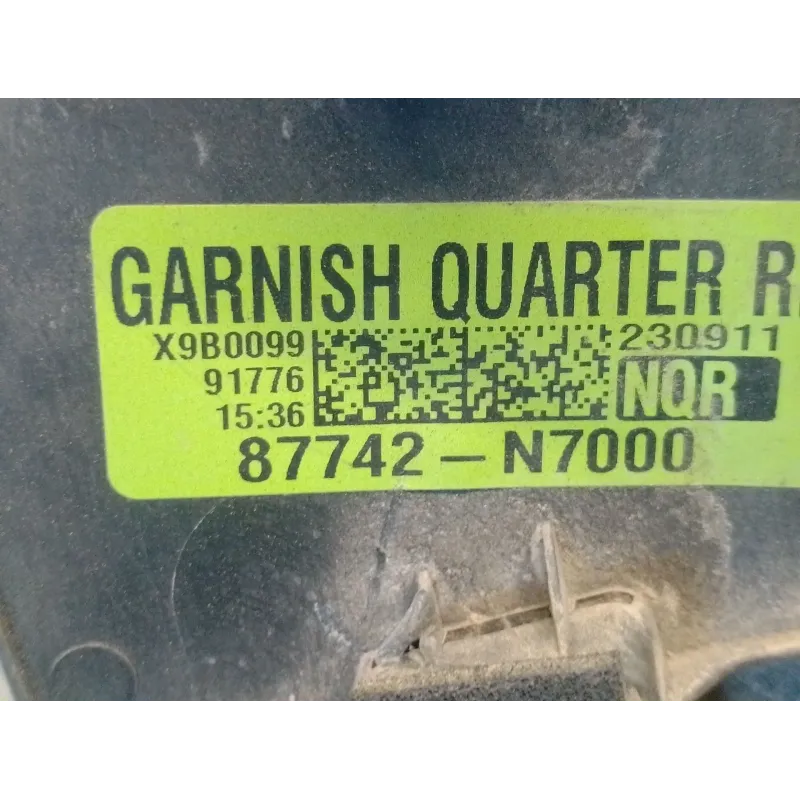 GARNISH QUARTER R
X9B0099 230911
91776 NQR
15:36
87742-N7000